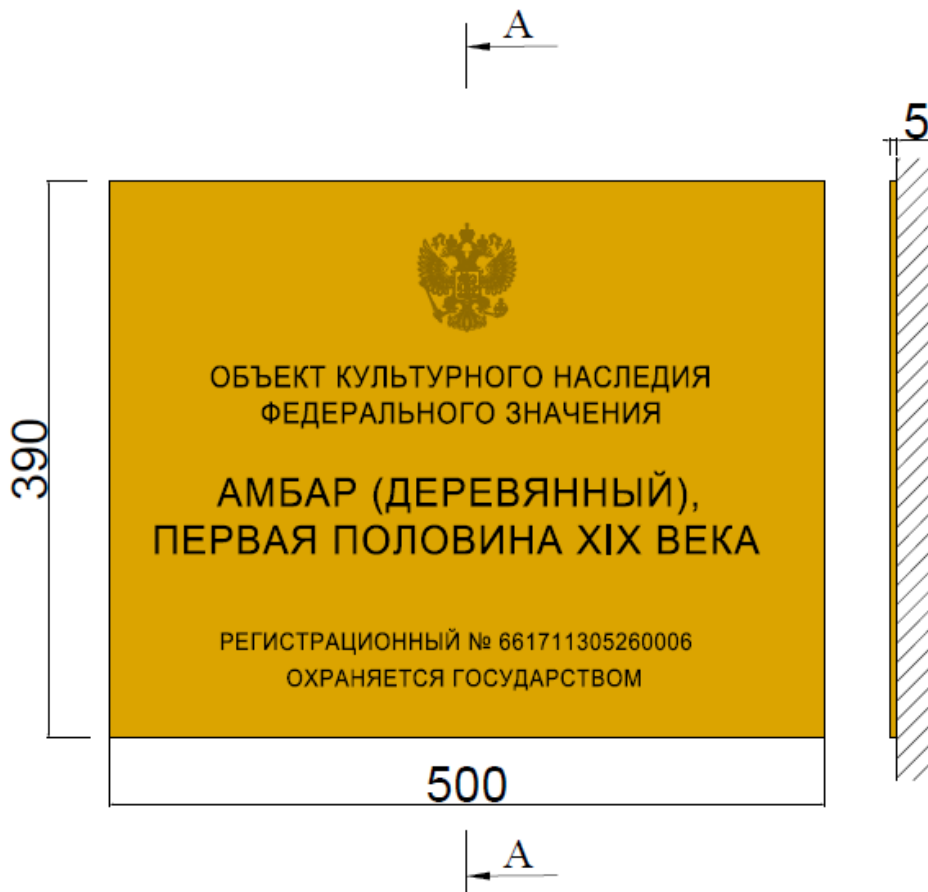 А
5
390
ОБЪЕКТ КУЛЬТУРНОГО НАСЛЕДИЯ
ФЕДЕРАЛЬНОГО ЗНАЧЕНИЯ
АМБАР (ДЕРЕВЯННЫЙ),
ПЕРВАЯ ПОЛОВИНА XIX ВЕКА
РЕГИСТРАЦИОННЫЙ № 661711305260006
ОХРАНЯЕТСЯ ГОСУДАРСТВОМ
500
А